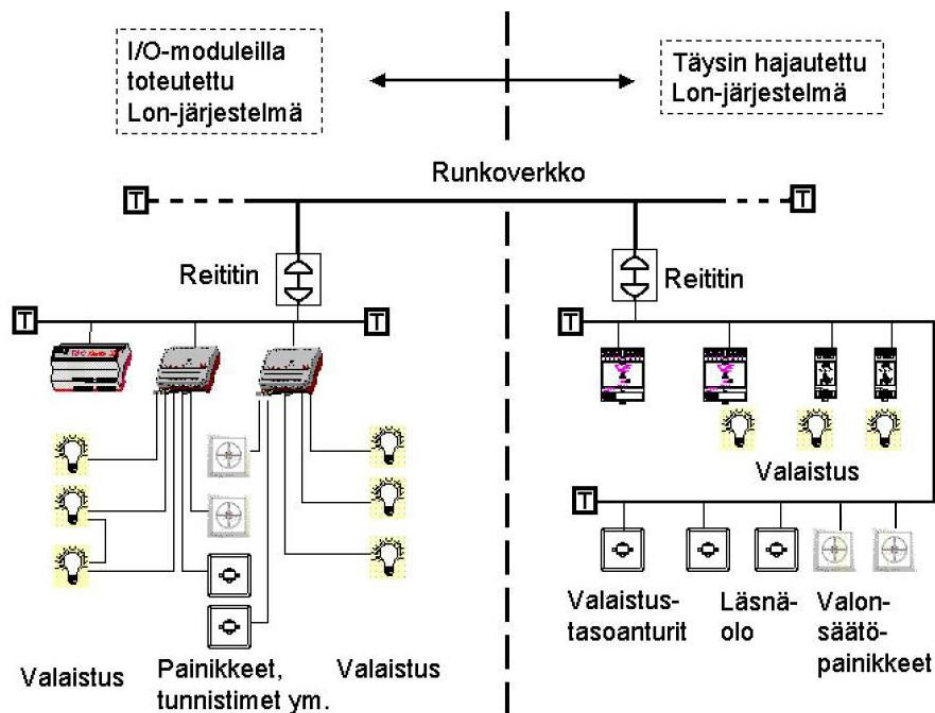 I/O-moduleilla
toteutettu
Lon-järjestelmä
Täysin hajautettu
Lon-järjestelmä
Runkoverkko
T
T
Reititin
Reititin
T
T
T
Valaistus
T
Valaistus-
tasoanturit
Läsnä-
olo
Valon-
säätö-
painikkeet
Valaistus
Painikkeet,
tunnistimet ym.
Valaistus